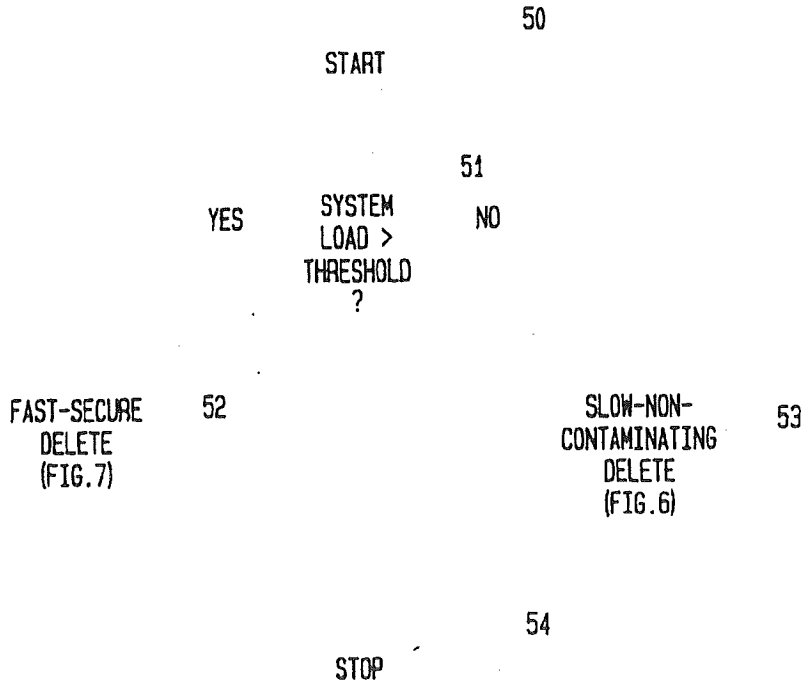 50
START
51
YES
SYSTEM
LOAD >
THRESHOLD
?
NO
FAST-SECURE
DELETE
(FIG.7)
52
SLOW-NON-
CONTAMINATING
DELETE
(FIG.6)
53
54
STOP